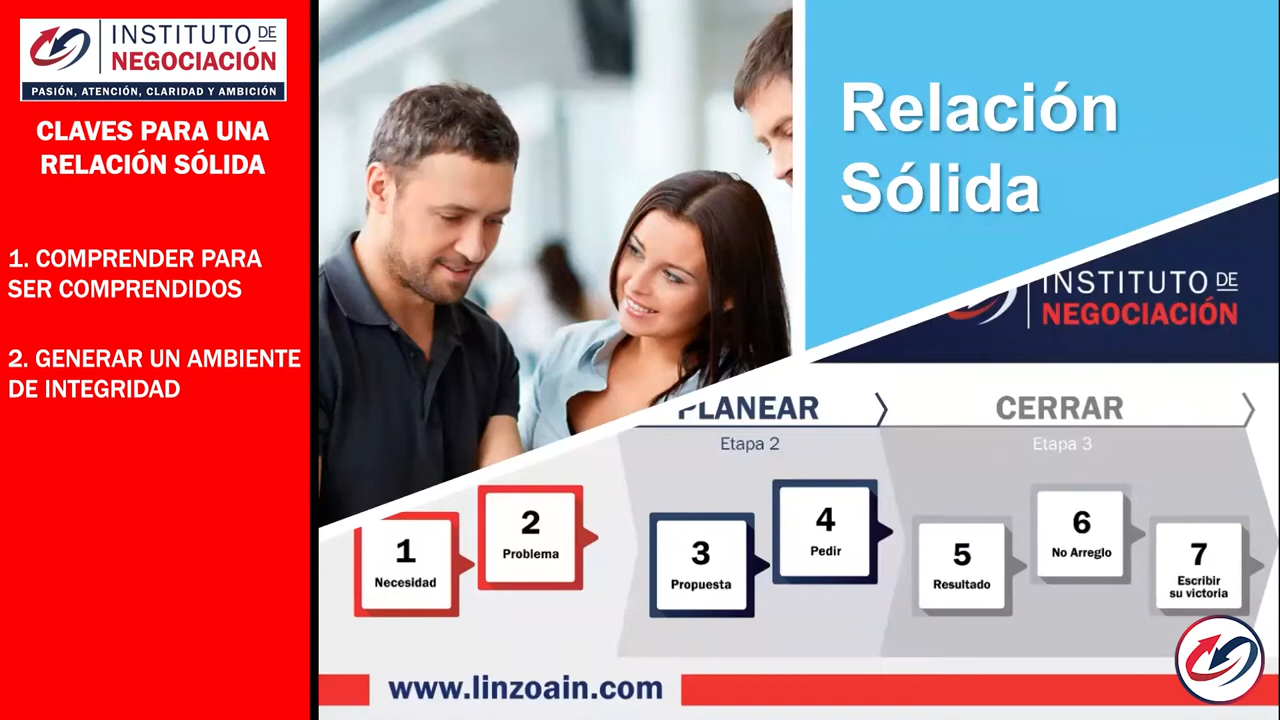 INSTITUTO DE
NEGOCIACIÓN
PASIÓN, ATENCIÓN, CLARIDAD Y AMBICIÓN
CLAVES PARA UNA
RELACIÓN SÓLIDA
1. COMPRENDER PARA
SER COMPRENDIDOS
2. GENERAR UN AMBIENTE
DE INTEGRIDAD
Relación
Sólida
INSTITUTO DE
NEGOCIACIÓN
PLANEAR
Etapa 2
CERRAR
Etapa 3
1
Necesidad
2
Problema
3
Propuesta
4
Pedir
5
Resultado
6
No Arreglo
7
Escribir
su victoria
www.linzoain.com